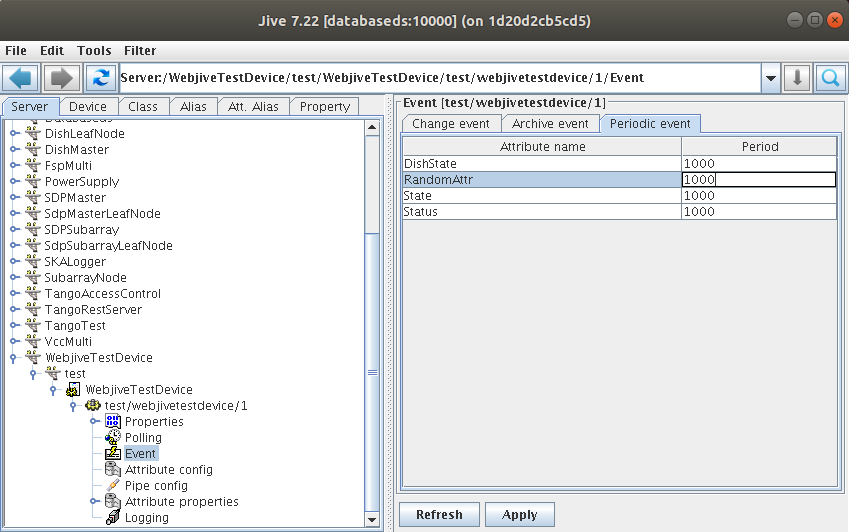 Jive 7.22 [databaseds:10000] (on 1d20d2cb5cd5)
File Edit Tools Filter
Server:/WebjiveTestDevice/test/WebjiveTestDevice/test/webjivetestdevice/1/Event
Server Device Class Alias Att. Alias Property
DataBaseds
DishLeafNode
DishMaster
FspMulti
PowerSupply
SDPMaster
SdpMasterLeafNode
SDPSubarray
SdpSubarrayLeafNode
SKALogger
SubarrayNode
TangoAccessControl
TangoRestServer
TangoTest
VccMulti
WebjiveTestDevice
test
WebjiveTestDevice
test/webjivetestdevice/1
Properties
Polling
Event
Attribute config
Pipe config
Attribute properties
Logging
Event [test/webjivetestdevice/1]
Change event Archive event Periodic event
Attribute name Period
DishState 1000
RandomAttr 1000
State 1000
Status 1000
Refresh Apply